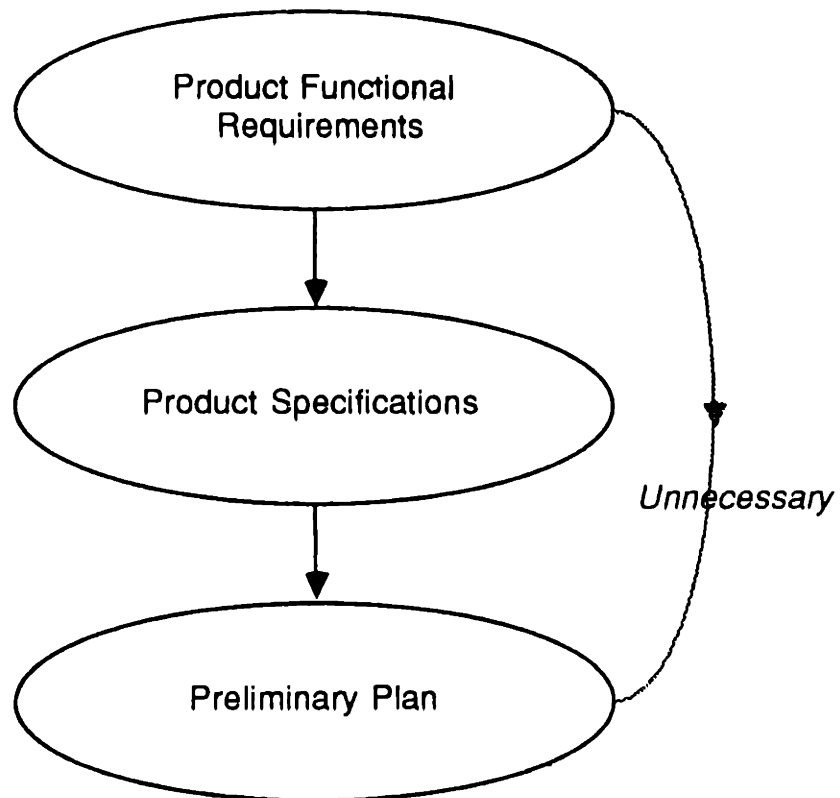 Product Functional
Requirements
Product Specifications
Unnecessary
Preliminary Plan